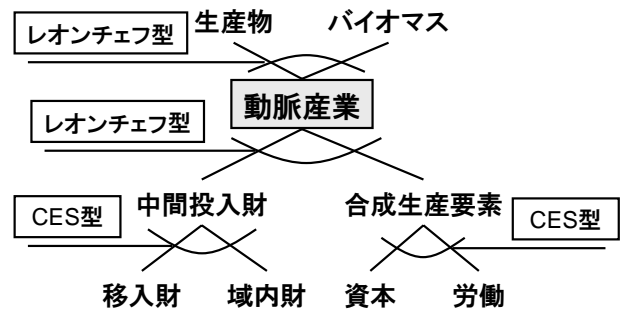 レオンチェフ型
生産物
バイオマス
動脈産業
レオンチェフ型
CES型
中間投入財
合成生産要素
CES型
移入財
域内財
資本
労働